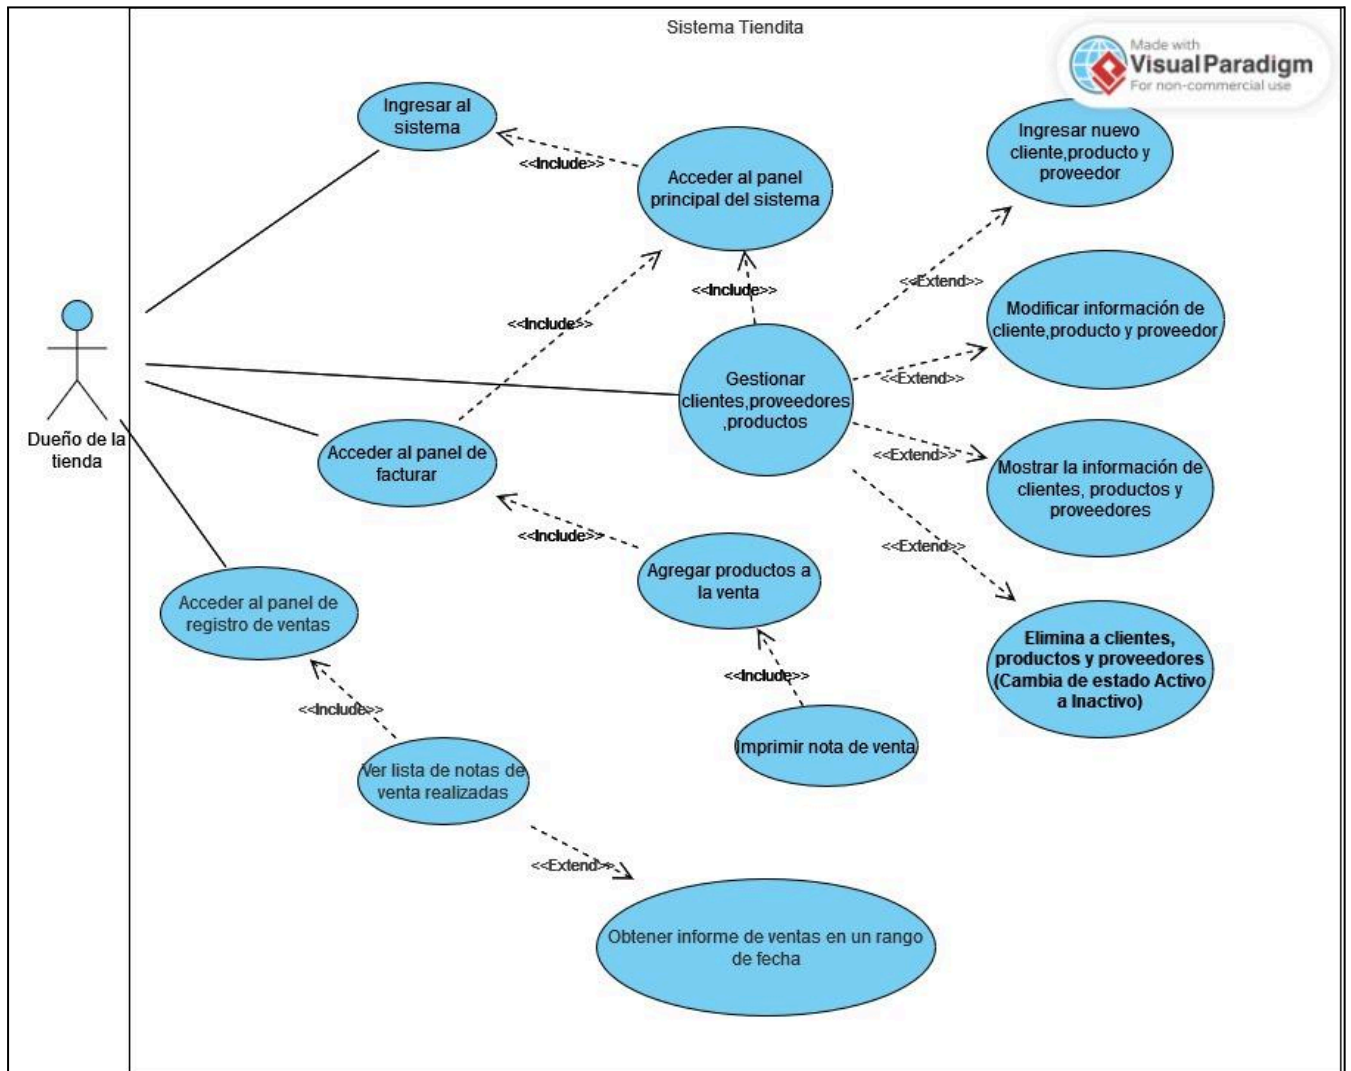 Sistema Tiendita
Made with
Visual Paradigm
For non-commercial use
Ingresar al
sistema
<<Include>>
Acceder al panel
principal del sistema
Ingresar nuevo
cliente,producto y
proveedor
<<Include>>
<<Include>>
<<Extend>>
Modificar información de
cliente,producto y proveedor
Gestionar
clientes,proveedores
,productos
<<Extend>>
Dueño de la
tienda
Acceder al panel de
facturar
<<Extend>>
Mostrar la información de
clientes, productos y
proveedores
<<Include>>
<<Extend>>
Agregar productos a
la venta
Acceder al panel de
registro de ventas
Elimina a clientes,
productos y proveedores
(Cambia de estado Activo
a Inactivo)
<<Include>>
<<Include>>
Imprimir nota de venta
Ver lista de notas de
venta realizadas
<<Extend>>
Obtener informe de ventas en un rango
de fecha